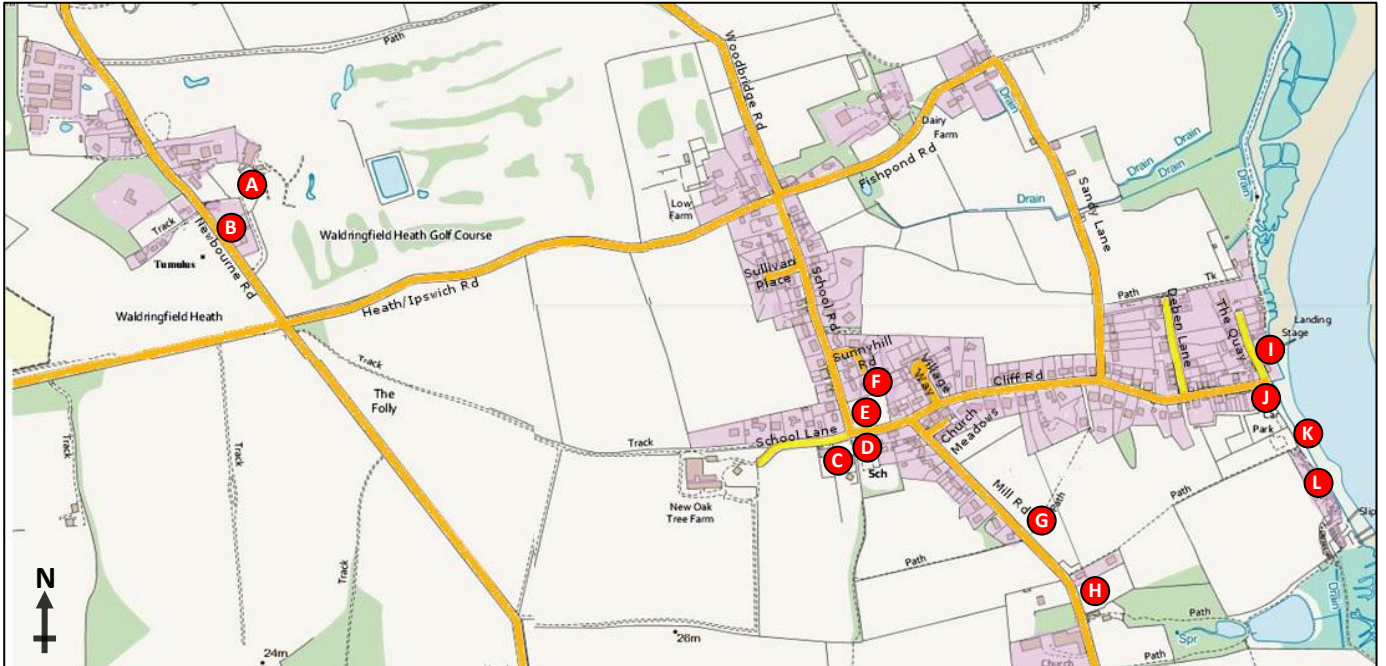 Path
Drain
Woodbridge Rd
k
Dairy
Farm
Drain
Drain
Drain
Drain
Drain
Fishpond Rd
Drain
A
B
Track
Newbourne Rd
Tumulus
Waldringfield Heath Golf Course
Low
Farm
Sandy Lane
Sullivan
Place
School Rd
Tk
Path
Heath/Ipswich Rd
Waldringfield Heath
Deben Lane
The Quay
Landing
Stage
I
Track
Sunnyhill
Rd
F
Village
Way
Cliff Rd
The
Folly
E
J
Car
Park
Church
Meadows
School Lane
Track
Track
Track
C
D
K
Sch
L
New Oak
Tree Farm
Mill Rd
Path
G
Path
Slip
Track
Path
H
N
Drain
Path
26m
24m
Spr
Church
Path